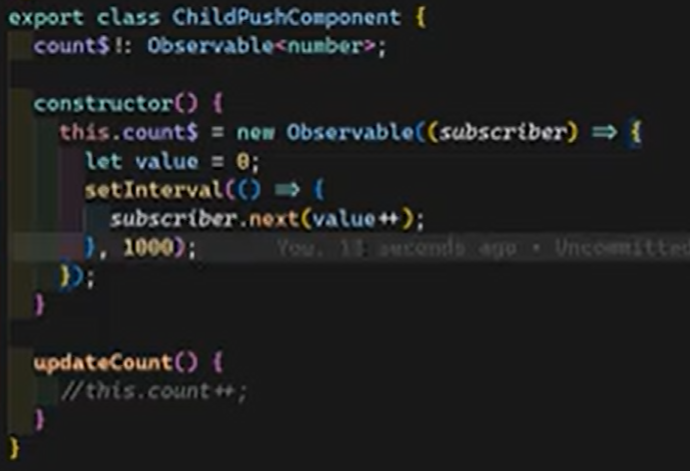 export class ChildPushComponent {
count$!: Observable<number>;
constructor() {
this.count$ = new Observable((subscriber) => {
let value = 0;
setInterval(() => {
subscriber.next(value++);
}, 1000);    You, 11 seconds ago • Uncommitted
});
}
updateCount() {
//this.count++;
}
}